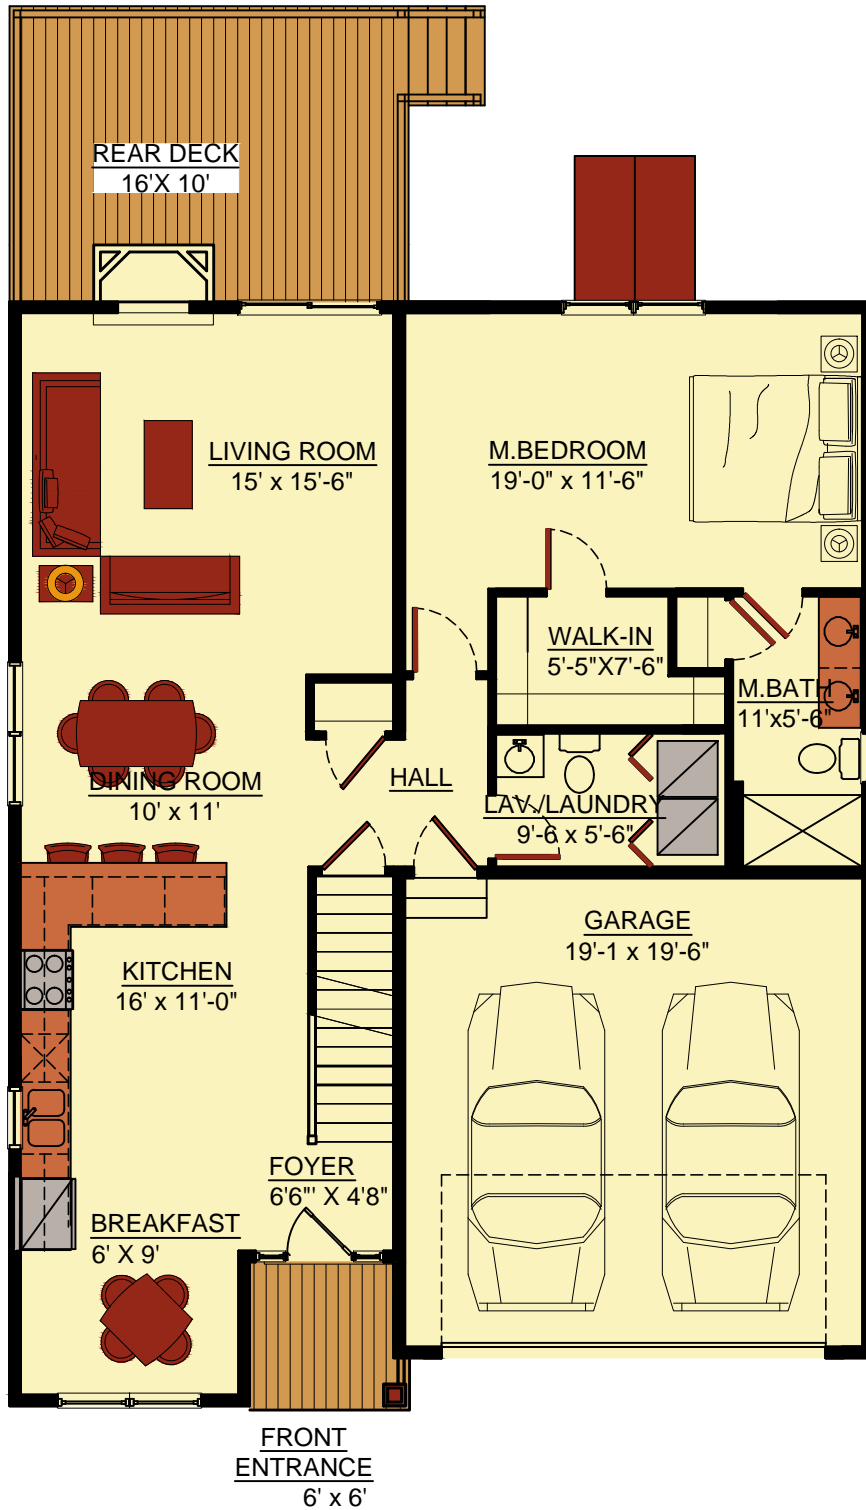 REAR DECK
16'X 10'
LIVING ROOM
15' x 15'-6"
M.BEDROOM
19'-0" x 11'-6"
WALK-IN
5'-5"X7'-6"
M.BATH
11'x5'-6"
DINING ROOM
10' x 11'
HALL
LAV./LAUNDRY
9'-6 x 5'-6"
GARAGE
19'-1 x 19'-6"
KITCHEN
16' x 11'-0"
FOYER
6'6"' X 4'8"
BREAKFAST
6' X 9'
FRONT
ENTRANCE
6' x 6'